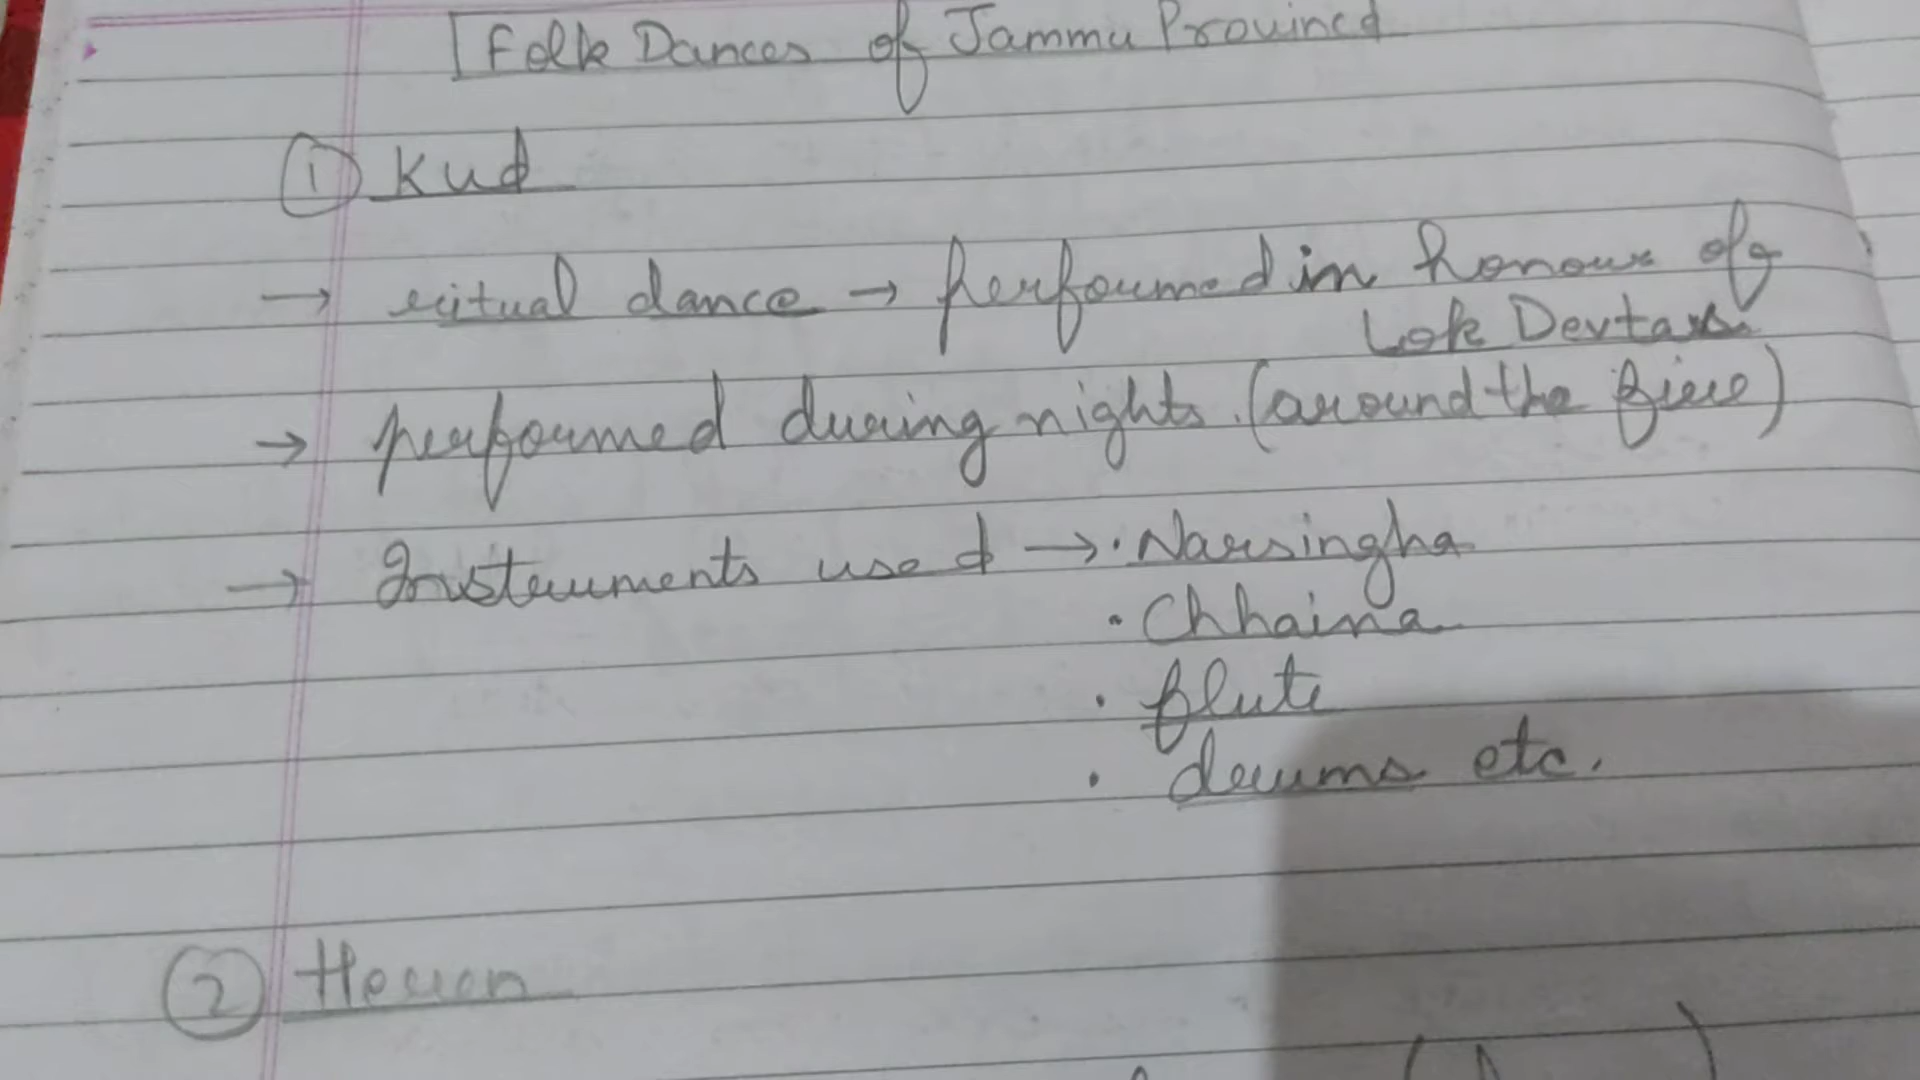 Folk Dances of Jammu Province
① Kud
→ ritual dance → performed in honour of
Lok Devtas
→ performed during nights. (around the fire)
→ Instruments used → • Narsingha
• Chhaina
• flute
• drums etc.
② Heren